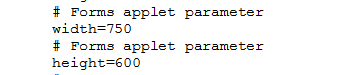 # Forms applet parameter
width=750
# Forms applet parameter
height=600